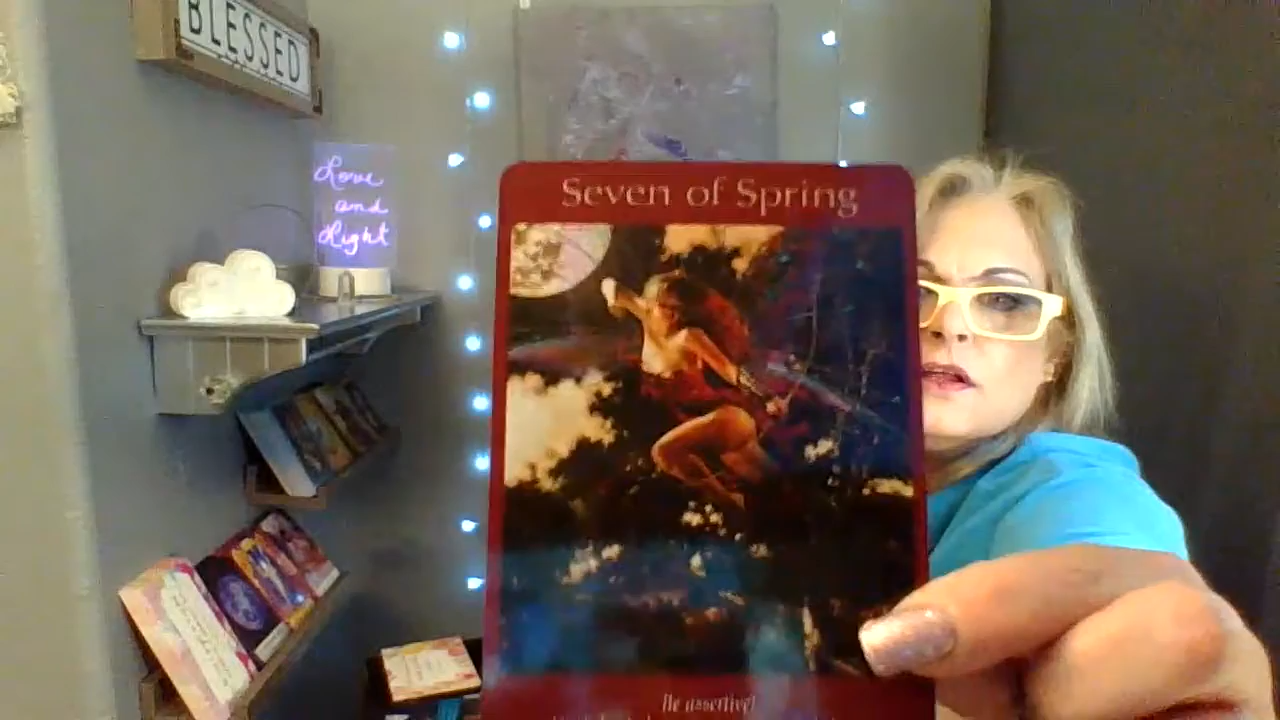 BLESSED
Love
and
Light
Seven of Spring
Be assertive!